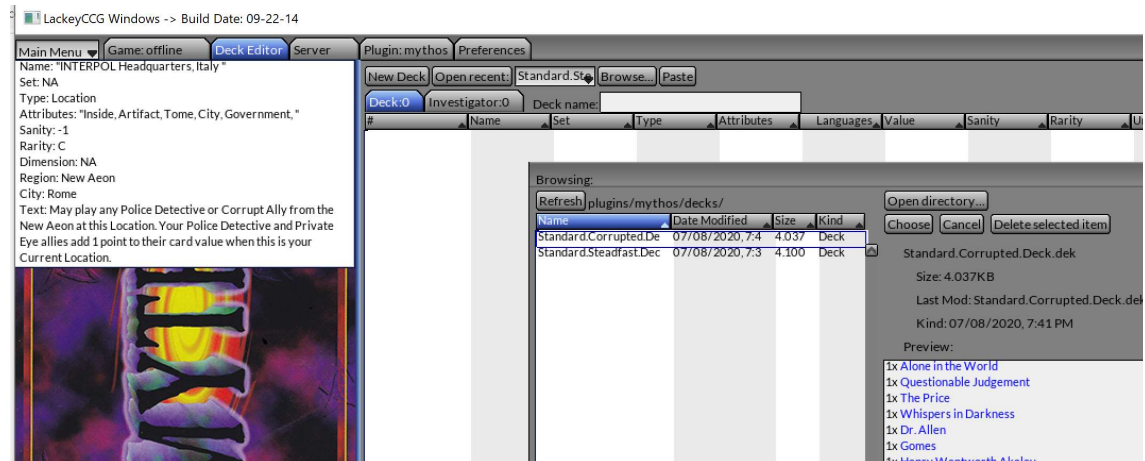 LackeyCCG Windows -> Build Date: 09-22-14
Main Menu Game: offline Deck Editor Server Plugin: mythos Preferences
Name: "INTERPOL Headquarters, Italy "
Set: NA
Type: Location
Attributes: "Inside, Artifact, Tome, City, Government, "
Sanity: -1
Rarity: C
Dimension: NA
Region: New Aeon
City: Rome
Text: May play any Police Detective or Corrupt Ally from the
New Aeon at this Location. Your Police Detective and Private
Eye allies add 1 point to their card value when this is your
Current Location.
New Deck Open recent: Standard.Ste Browse... Paste
Deck:0 Investigator:0 Deck name:
# Name Set Type Attributes Languages Value Sanity Rarity
Browsing:
Refresh plugins/mythos/decks/
Name Date Modified Size Kind
Standard.Corrupted.De 07/08/2020, 7:4 4.037 Deck
Standard.Steadfast.Dec 07/08/2020, 7:3 4.100 Deck
Open directory...
Choose Cancel Delete selected item
Standard.Corrupted.Deck.dek
Size: 4.037KB
Last Mod: Standard.Corrupted.Deck.dek
Kind: 07/08/2020, 7:41 PM
Preview:
1x Alone in the World
1x Questionable Judgement
1x The Price
1x Whispers in Darkness
1x Dr. Allen
1x Gomes